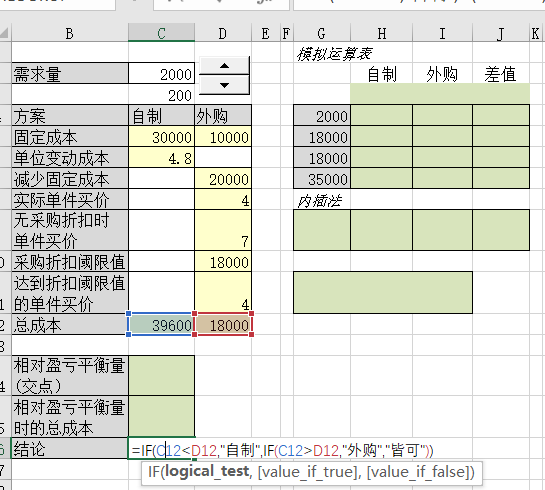 B C D E F G H I J K
模拟运算表
需求量 2000 自制 外购 差值
200
方案 自制 外购 2000
固定成本 30000 10000 18000
单位变动成本 4.8 18000
减少固定成本 20000 35000
实际单件买价 4 内插法
无采购折扣时
单件买价 7
采购折扣阈限值 18000
达到折扣阈限值
的单件买价 4
总成本 39600 18000
相对盈亏平衡量
(交点)
相对盈亏平衡量
时的总成本
结论 =IF(C12<D12,"自制",IF(C12>D12,"外购","皆可"))
IF(logical_test, [value_if_true], [value_if_false])